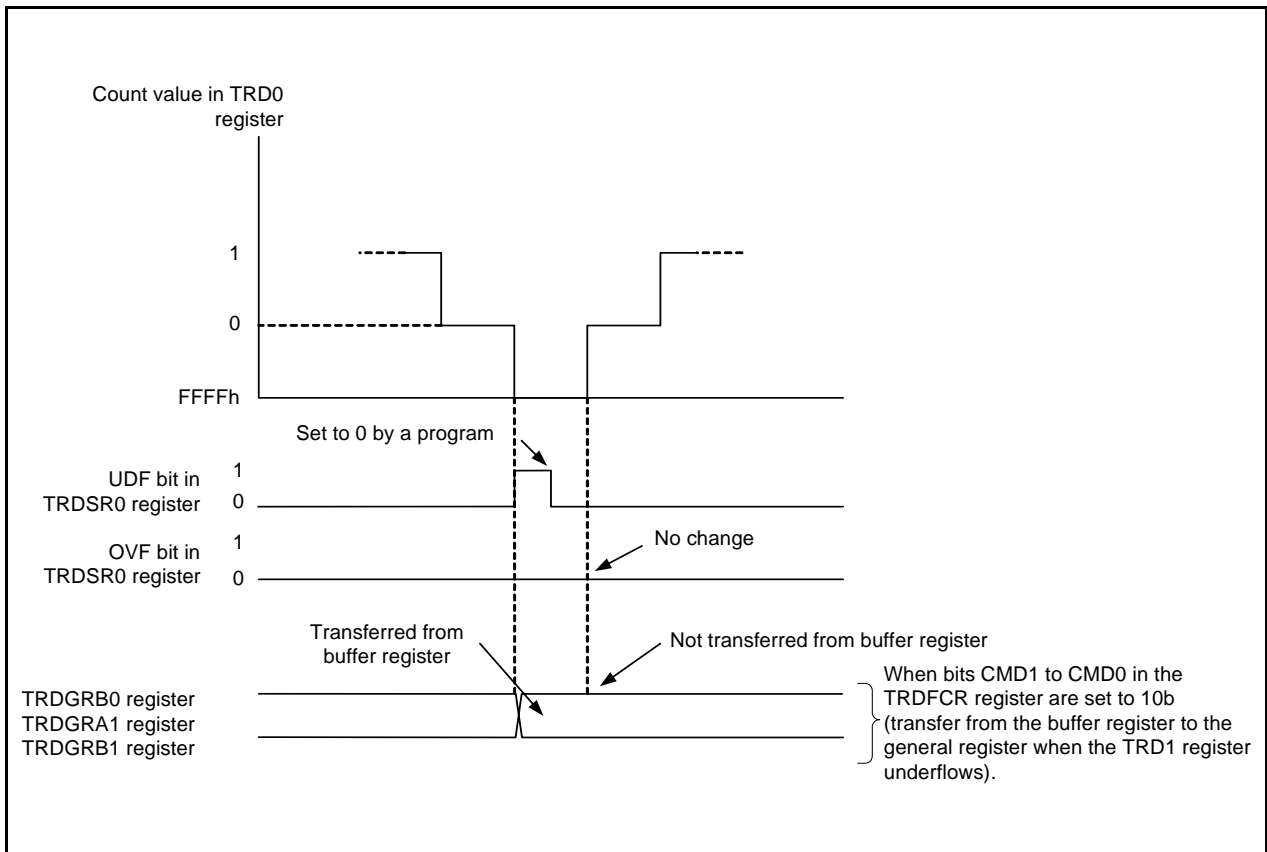 Count value in TRD0
register
1
0
FFFFh
Set to 0 by a program
UDF bit in
TRDSR0 register
1
0
No change
OVF bit in
TRDSR0 register
1
0
Transferred from
buffer register
Not transferred from buffer register
TRDGRB0 register
TRDGRA1 register
TRDGRB1 register
When bits CMD1 to CMD0 in the
TRDFCR register are set to 10b
(transfer from the buffer register to the
general register when the TRD1 register
underflows).